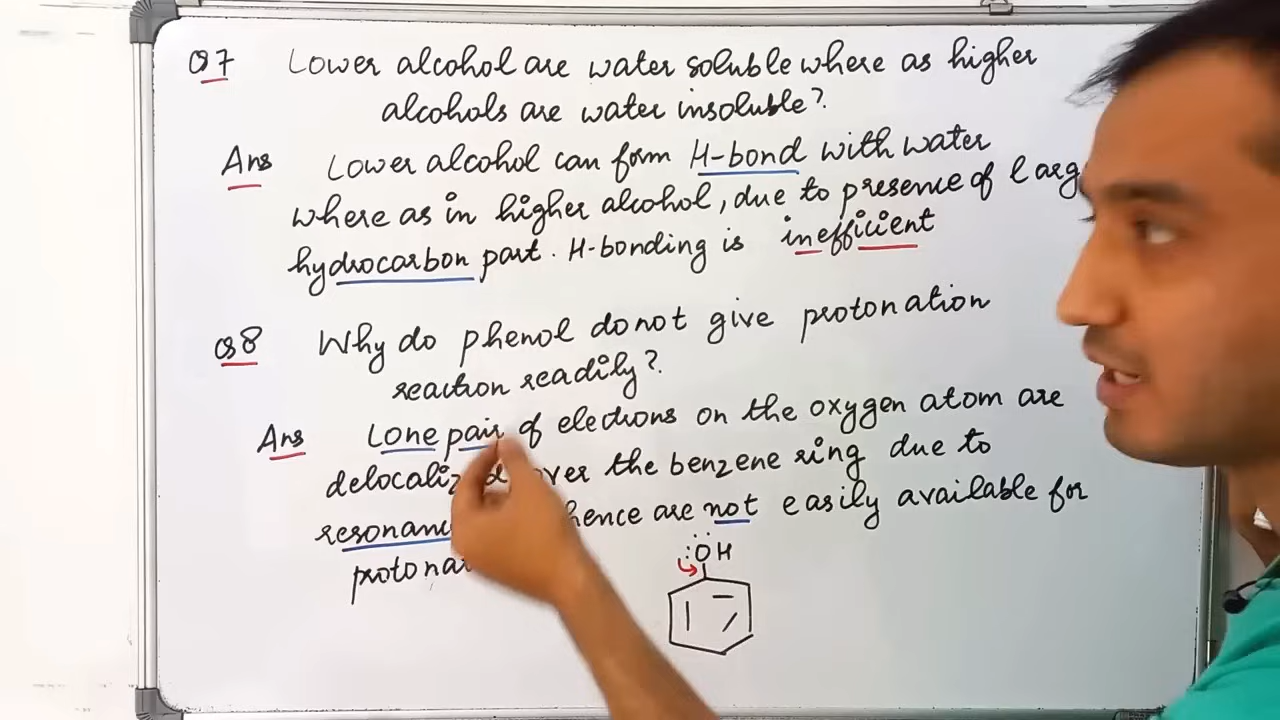 Q7 Lower alcohol are water soluble where as higher
alcohols are water insoluble?
Ans Lower alcohol can form H-bond with water
where as in higher alcohol, due to presence of
hydrocarbon part. H-bonding is inefficient
Q8 Why do phenol donot give protonation
reaction readily?
Ans Lone pair of electrons on the oxygen atom are
over the benzene ring due to
hence are not easily available for
:ÖH